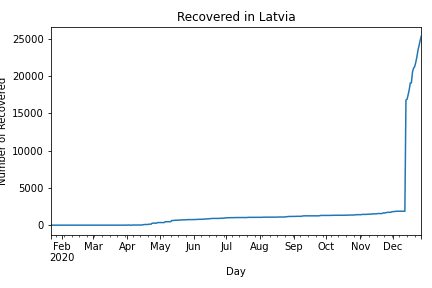 Recovered in Latvia
Number of Recovered
25000
20000
15000
10000
5000
0
Feb Mar Apr May Jun Jul Aug Sep Oct Nov Dec
2020
Day